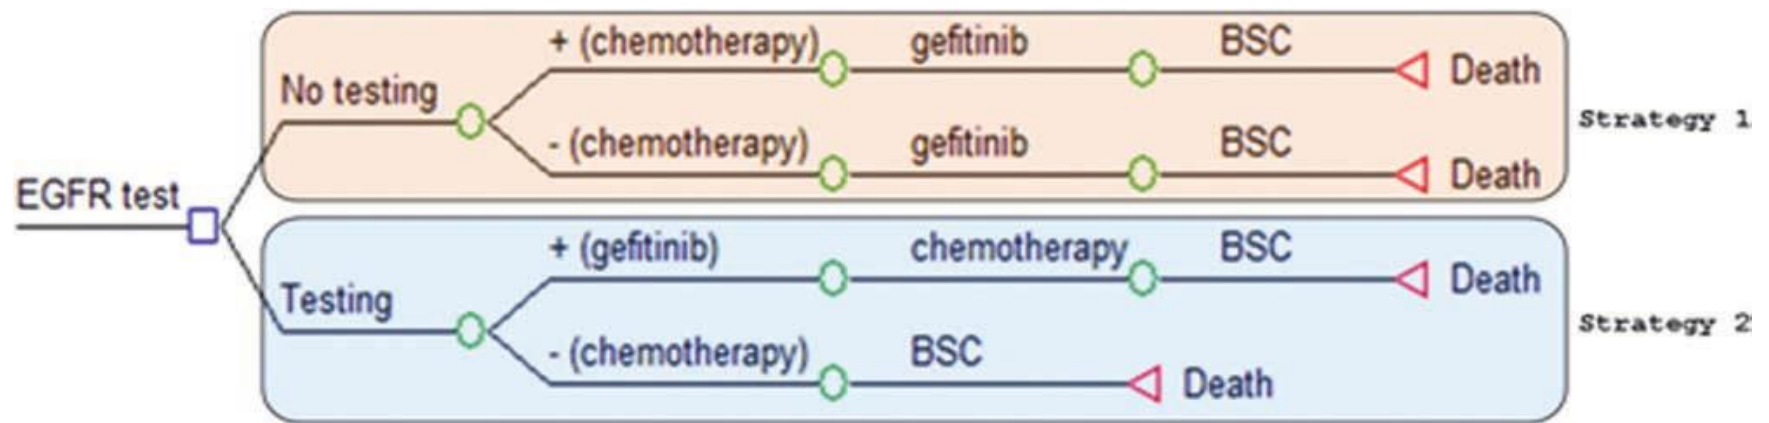 EGFR test
No testing
+ (chemotherapy) gefitinib BSC Death
- (chemotherapy) gefitinib BSC Death
Strategy 1
Testing
+ (gefitinib) chemotherapy BSC Death
- (chemotherapy) BSC Death
Strategy 2